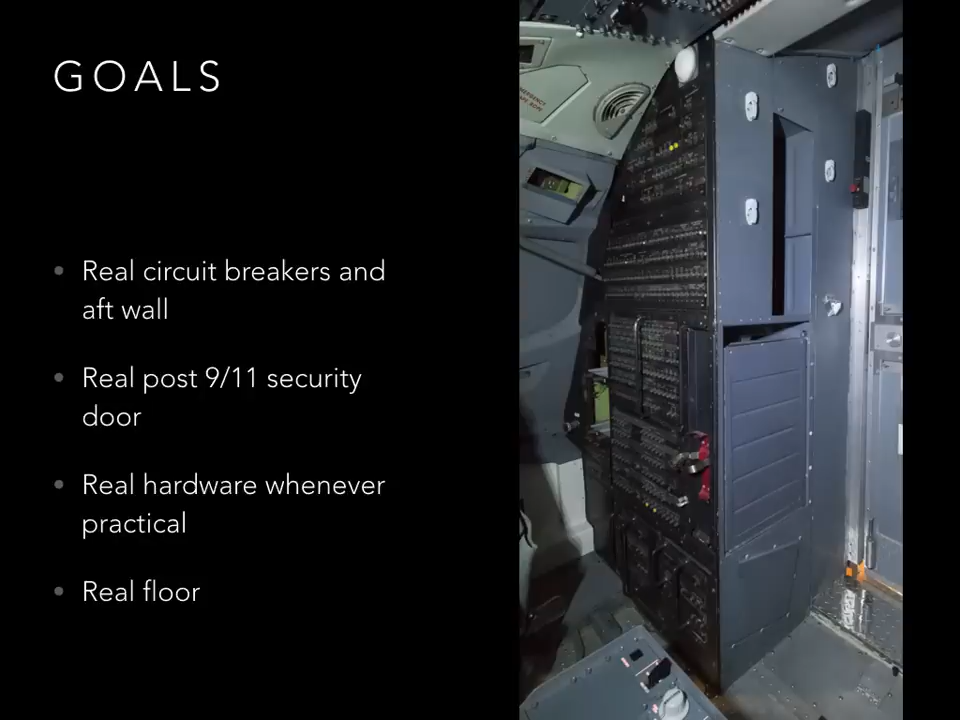 GOALS
• Real circuit breakers and
aft wall
• Real post 9/11 security
door
• Real hardware whenever
practical
• Real floor